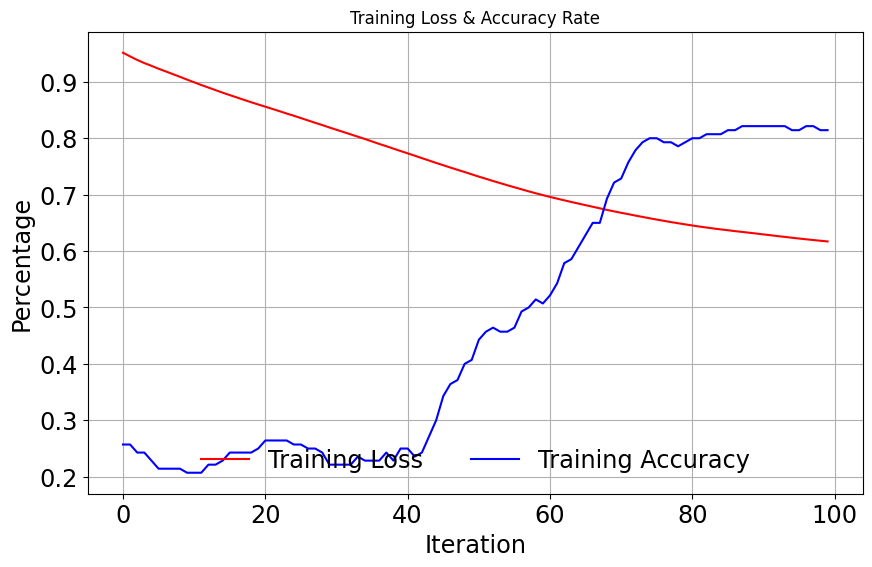 Training Loss & Accuracy Rate
Percentage
0.9
0.8
0.7
0.6
0.5
0.4
0.3
0.2
Training Loss
Training Accuracy
0 20 40 60 80 100
Iteration